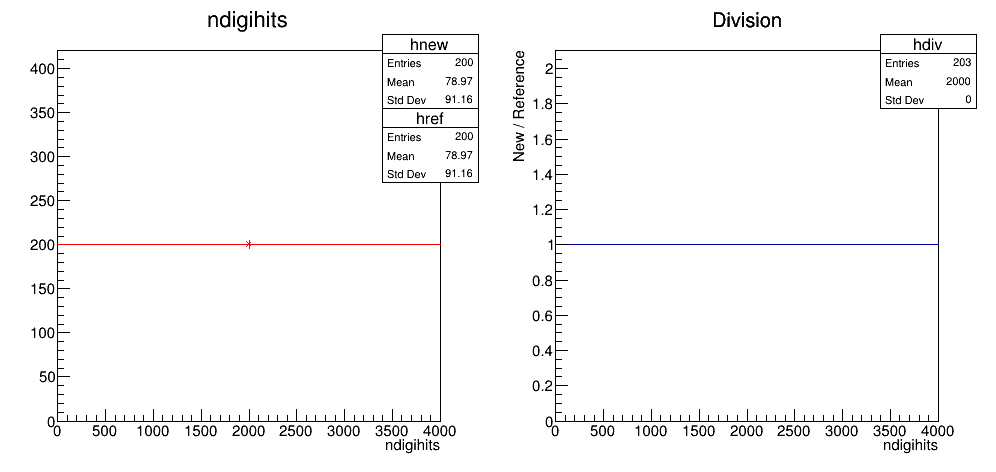 ndigihits
hnew
Entries 200
Mean 78.97
Std Dev 91.16
href
Entries 200
Mean 78.97
Std Dev 91.16
400
350
300
250
200
150
100
50
0
0 500 1000 1500 2000 2500 3000 3500 4000
ndigihits
Division
hdiv
Entries 203
Mean 2000
Std Dev 0
New / Reference
2
1.8
1.6
1.4
1.2
1
0.8
0.6
0.4
0.2
0
0 500 1000 1500 2000 2500 3000 3500 4000
ndigihits